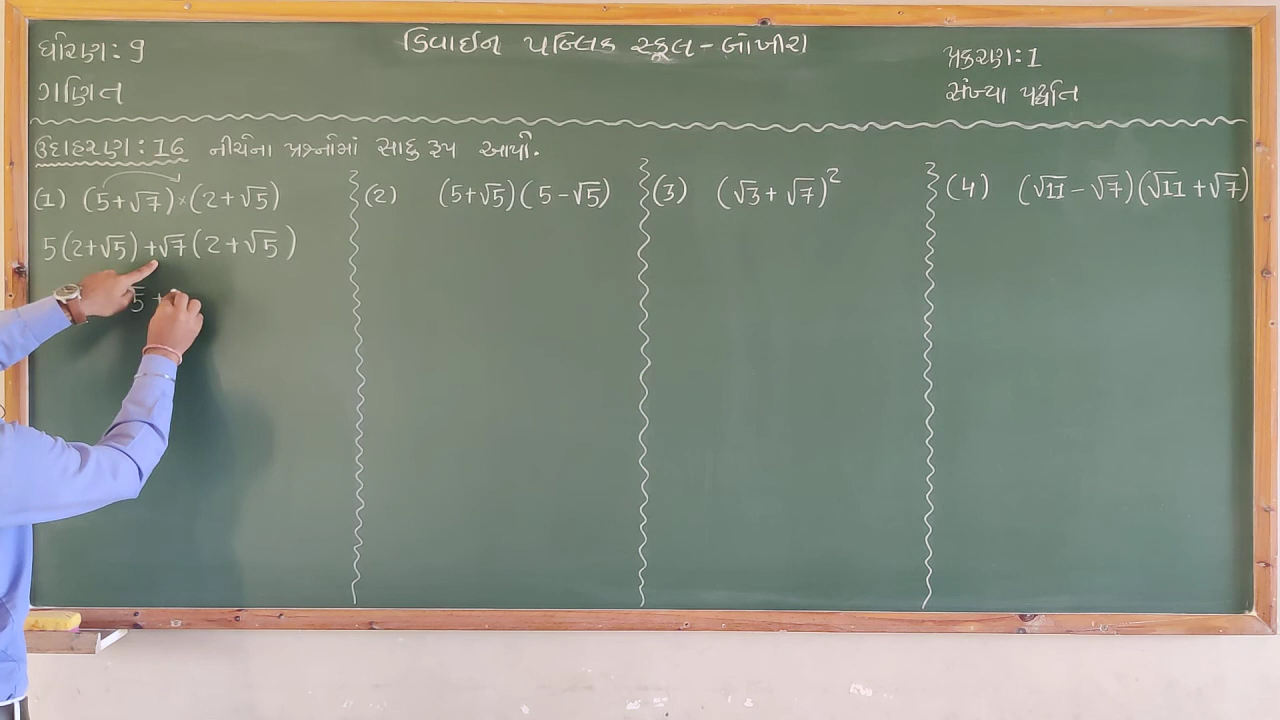 ધોરણ : 9
ડિવાઈન પબ્લિક સ્કૂલ - બાંખીરા
પ્રકરણ : 1
ગણિત
સંખ્યા પદ્ધતિ
ઉદાહરણ : 16 નીચેના પ્રશ્નોમાં સાદુ રૂપ આપો.
(1) (5+√7)×(2+√5)
5(2+√5)+√7(2+√5)
√5 +
(2) (5+√5)(5-√5)
(3) (√3+√7)²
(4) (√11-√7)(√11+√7)